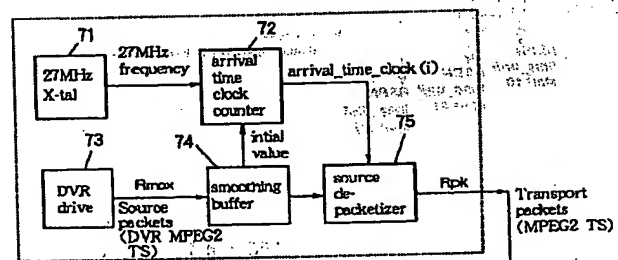 71
27MHz
X-tal
27MHz
frequency
72
arrival
time
clock
counter
arrival_time_clock(i)
73
DVR
drive
Rmax
Source
packets
(DVR MPEG2
TS)
74
intial
value
smoothing
buffer
75
source
de-
packetizer
Rpk
Transport
packets
(MPEG2 TS)